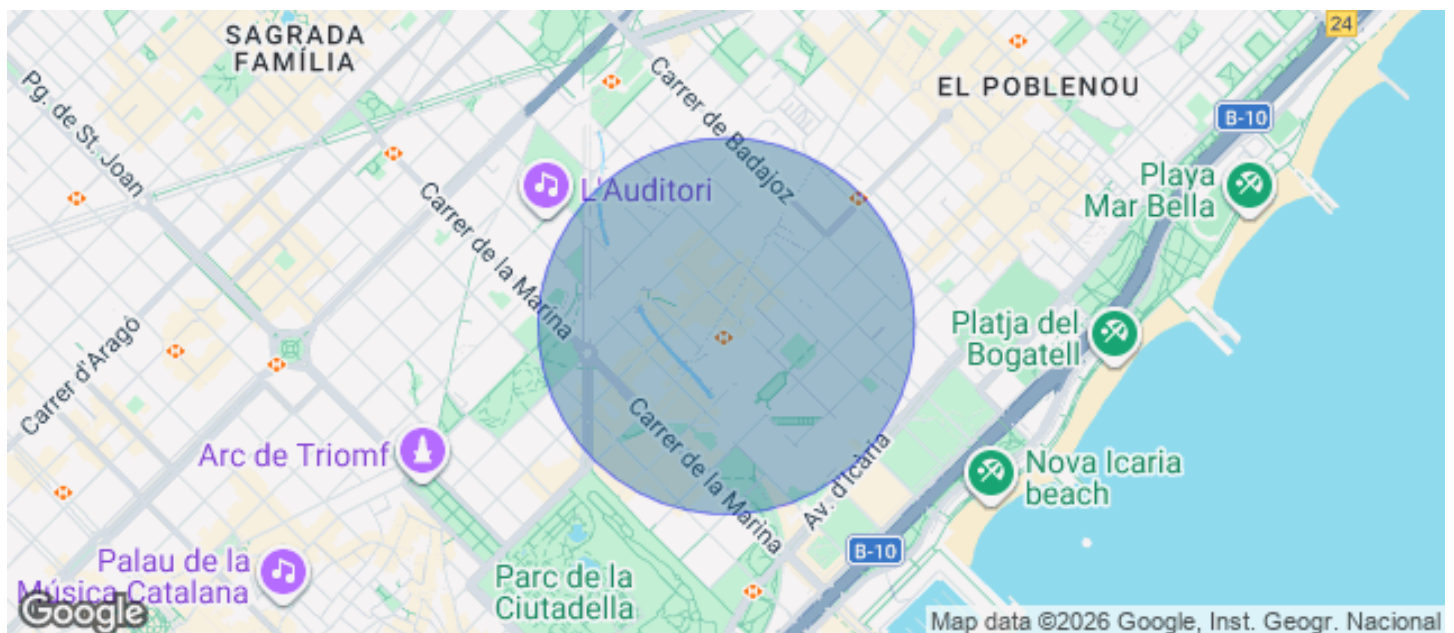 SAGRADA
FAMÍLIA
24
Carrer de Badajoz
EL POBLENOU
B-10
Pg. de St. Joan
L'Auditori
Playa
Mar Bella
Carrer de la Marina
Carrer d'Aragó
Platja del
Bogatell
Arc de Triomf
Carrer de la Marina
Av. d'Icària
Nova Icaria
beach
B-10
Palau de la
Música Catalana
Parc de la
Ciutadella
Google
Map data ©2026 Google, Inst. Geogr. Nacional